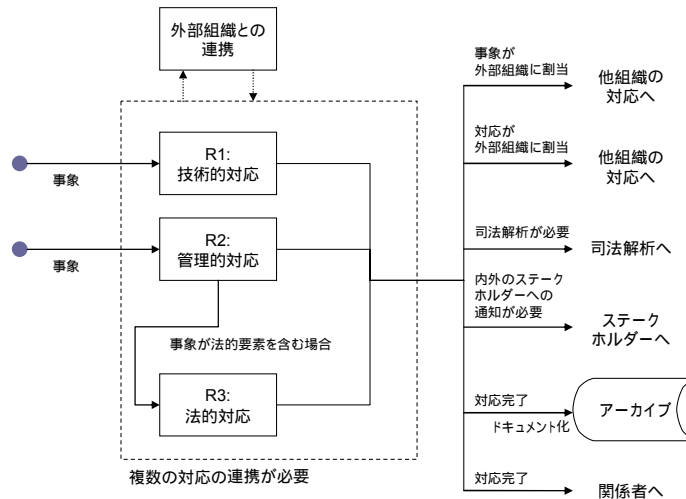 外部組織との
連携
事象が
外部組織に割当
他組織の
対応へ
対応が
外部組織に割当
他組織の
対応へ
R1:
技術的対応
事象
R2:
管理的対応
事象
司法解析が必要
司法解析へ
内外のステーク
ホルダーへの
通知が必要
ステーク
ホルダーへ
事象が法的要素を含む場合
R3:
法的対応
対応完了
ドキュメント化
アーカイブ
対応完了
関係者へ
複数の対応の連携が必要